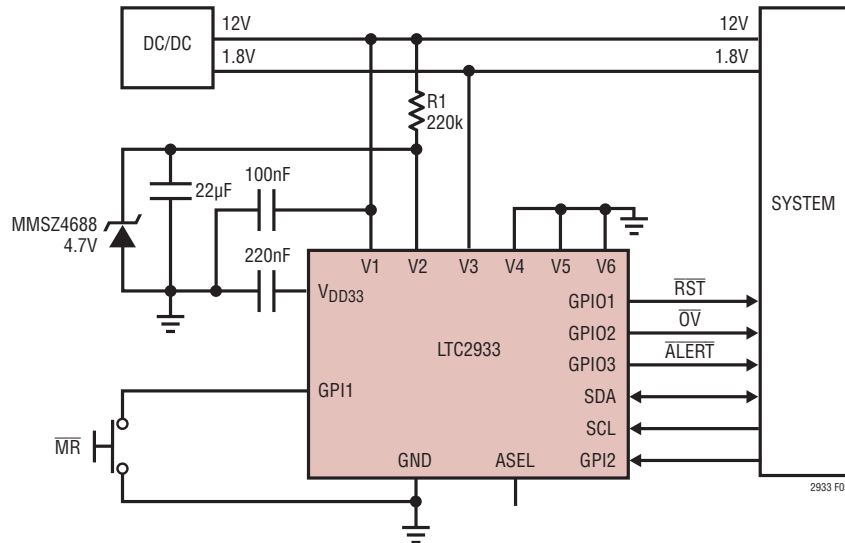 12V
12V
DC/DC
1.8V
1.8V
R1
220k
100nF
22µF
SYSTEM
MMSZ4688
4.7V
220nF
V1
V2
V3
V4
V5
V6
VDD33
RST
GPIO1
OV
GPIO2
LTC2933
ALERT
GPIO3
GPI1
SDA
SCL
MR
GND
ASEL
GPI2